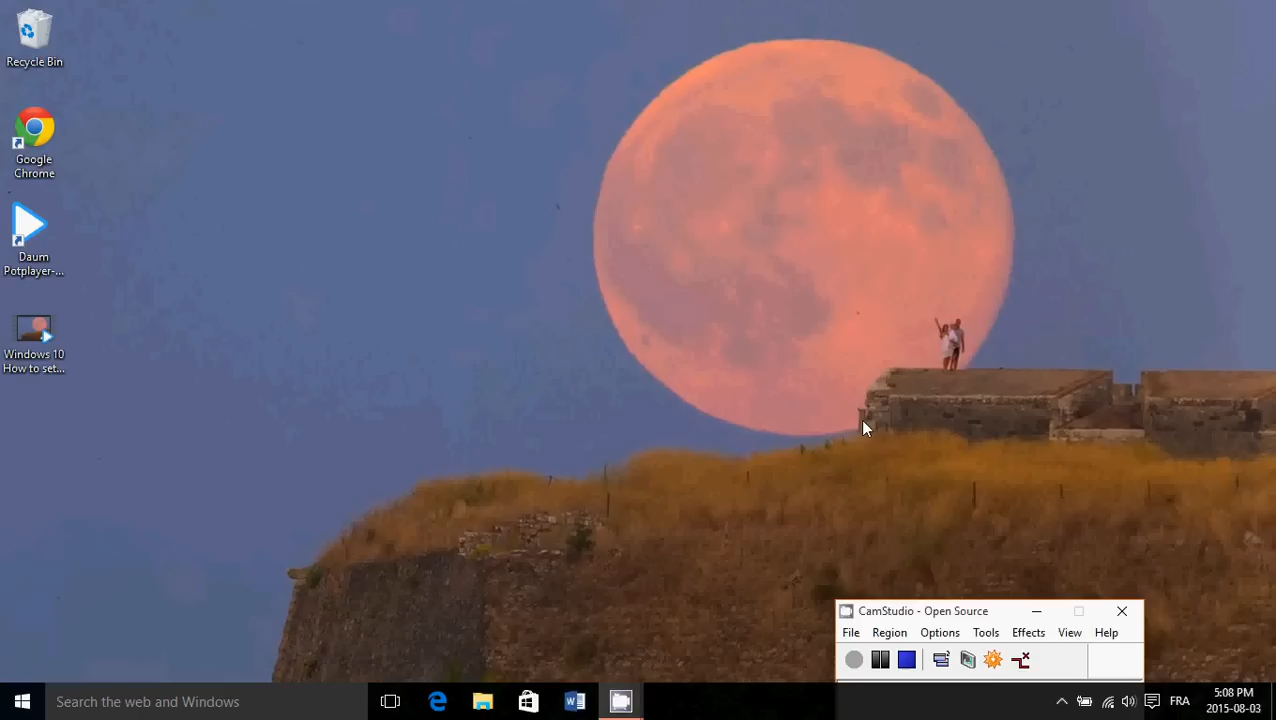 Recycle Bin
Google
Chrome
Daum
Potplayer-...
Windows 10
How to set...
CamStudio - Open Source
File Region Options Tools Effects View Help
Search the web and Windows
FRA
5:08 PM
2015-08-03